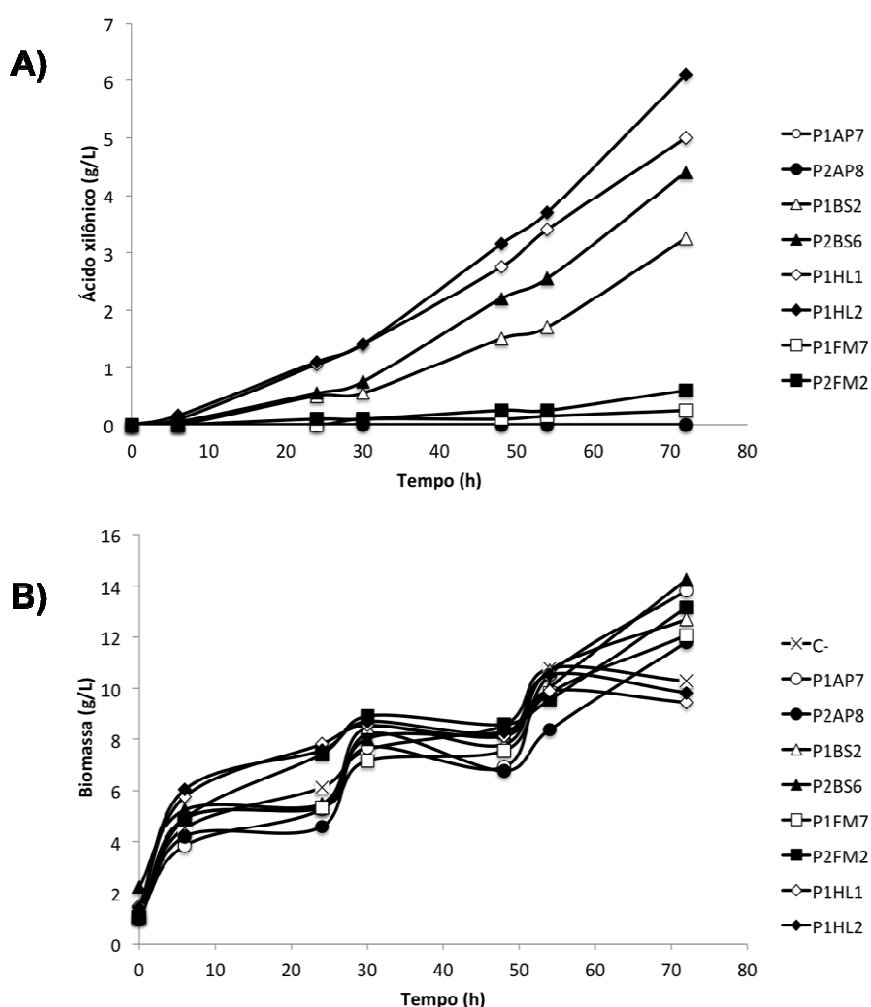 A)
7
6
5
4
3
2
1
0
Ácido xilônico (g/L)
0 10 20 30 40 50 60 70 80
Tempo (h)
P1AP7
P2AP8
P1BS2
P2BS6
P1HL1
P1HL2
P1FM7
P2FM2
B)
16
14
12
10
8
6
4
2
0
Biomassa (g/L)
0 10 20 30 40 50 60 70 80
Tempo (h)
C-
P1AP7
P2AP8
P1BS2
P2BS6
P1FM7
P2FM2
P1HL1
P1HL2